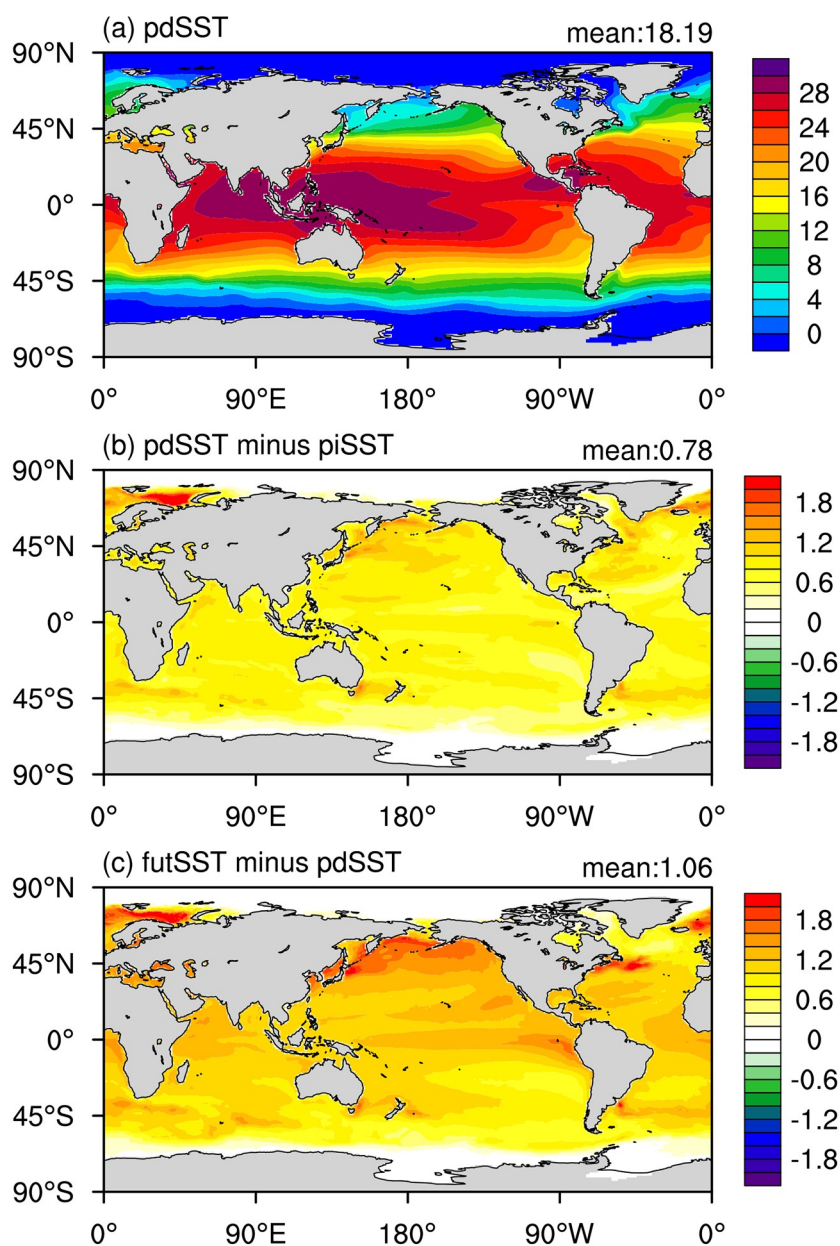 (a) pdSST mean:18.19
90°N
45°N
0°
45°S
90°S
0° 90°E 180° 90°W 0°
28
24
20
16
12
8
4
0
(b) pdSST minus piSST mean:0.78
90°N
45°N
0°
45°S
90°S
0° 90°E 180° 90°W 0°
1.8
1.2
0.6
0
-0.6
-1.2
-1.8
(c) futSST minus pdSST mean:1.06
90°N
45°N
0°
45°S
90°S
0° 90°E 180° 90°W 0°
1.8
1.2
0.6
0
-0.6
-1.2
-1.8